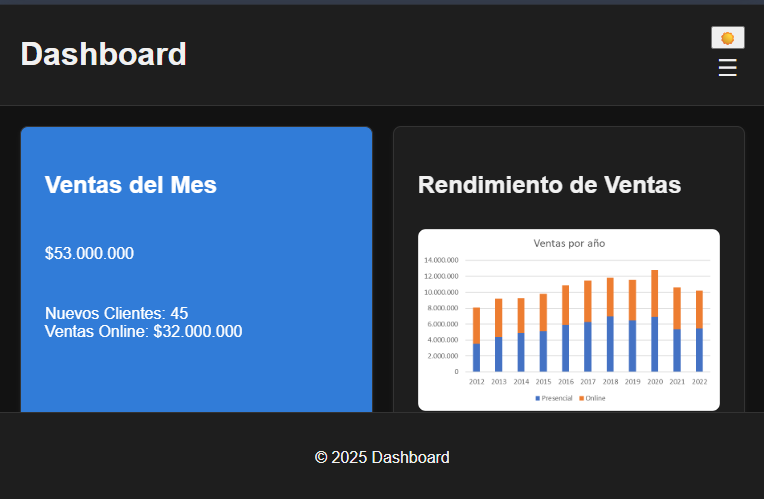 Dashboard
☰
Ventas del Mes
$53.000.000
Nuevos Clientes: 45
Ventas Online: $32.000.000
Rendimiento de Ventas
Ventas por año
14.000.000
12.000.000
10.000.000
8.000.000
6.000.000
4.000.000
2.000.000
0
2012 2013 2014 2015 2016 2017 2018 2019 2020 2021 2022
Presencial Online
© 2025 Dashboard